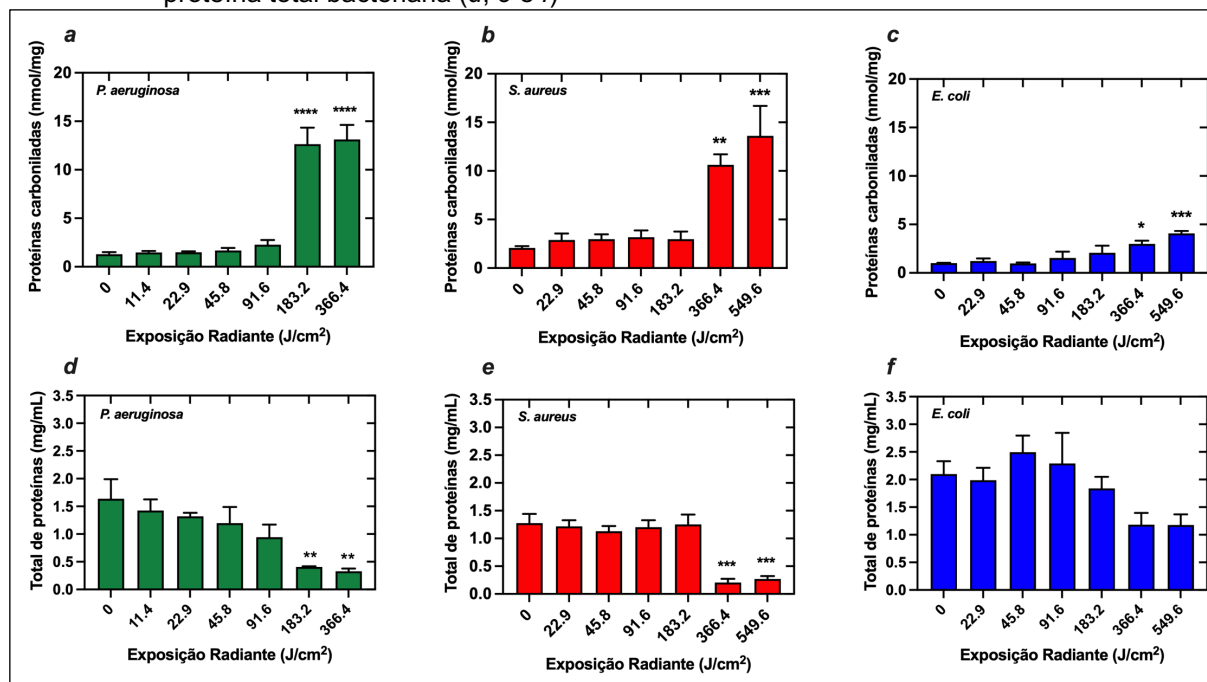 proteína total bacteriana (d, e e f)
a
Proteínas carboniladas (nmol/mg)
20
15
10
5
0
P. aeruginosa
**** ****
0 11.4 22.9 45.8 91.6 183.2 366.4
Exposição Radiante (J/cm²)
b
Proteínas carboniladas (nmol/mg)
20
15
10
5
0
S. aureus
** ***
0 22.9 45.8 91.6 183.2 366.4 549.6
Exposição Radiante (J/cm²)
c
Proteínas carboniladas (nmol/mg)
20
15
10
5
0
E. coli
* ***
0 22.9 45.8 91.6 183.2 366.4 549.6
Exposição Radiante (J/cm²)
d
Total de proteínas (mg/mL)
3.5
3.0
2.5
2.0
1.5
1.0
0.5
0.0
P. aeruginosa
** **
0 11.4 22.9 45.8 91.6 183.2 366.4
Exposição Radiante (J/cm²)
e
Total de proteínas (mg/mL)
3.5
3.0
2.5
2.0
1.5
1.0
0.5
0.0
S. aureus
*** ***
0 22.9 45.8 91.6 183.2 366.4 549.6
Exposição Radiante (J/cm²)
f
Total de proteínas (mg/mL)
3.5
3.0
2.5
2.0
1.5
1.0
0.5
0.0
E. coli
0 22.9 45.8 91.6 183.2 366.4 549.6
Exposição Radiante (J/cm²)